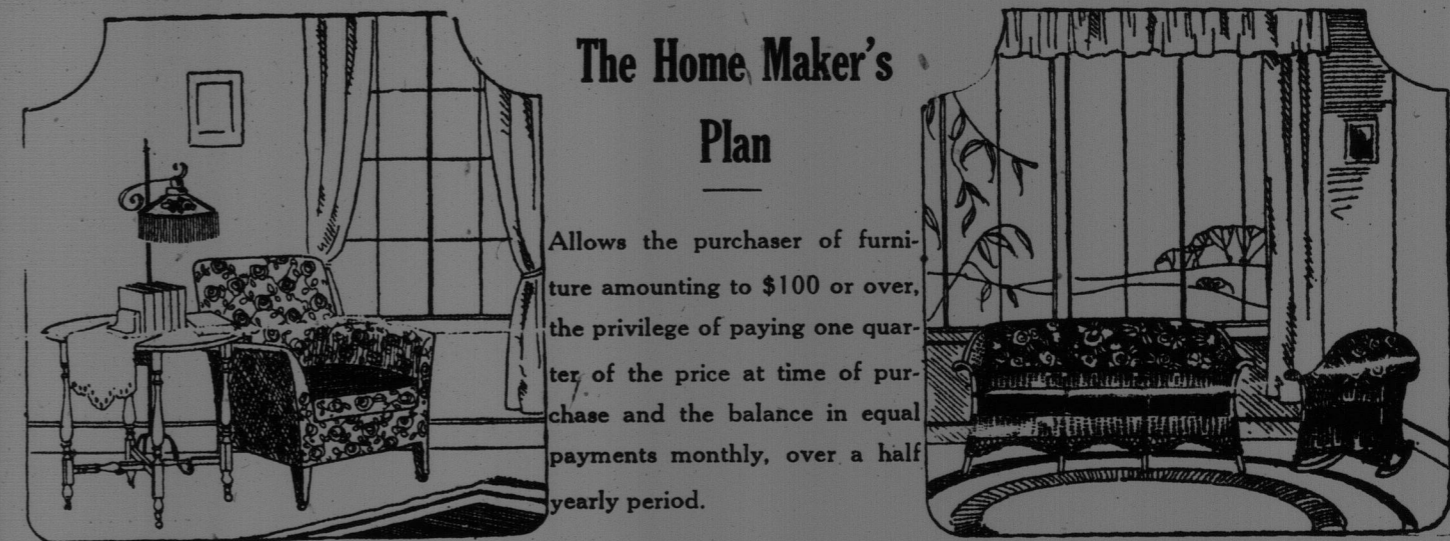 The Home Maker's
Plan
Allows the purchaser of furni-
ture amounting to $100 or over,
the privilege of paying one quar-
ter of the price at time of pur-
chase and the balance in equal
payments monthly, over a half
yearly period.